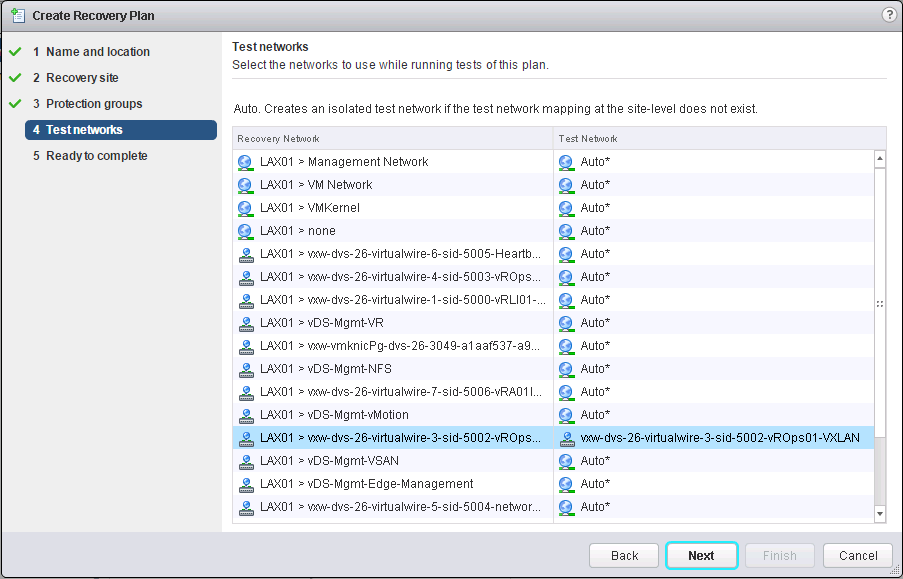 Create Recovery Plan
?
1 Name and location
2 Recovery site
3 Protection groups
4 Test networks
5 Ready to complete
Test networks
Select the networks to use while running tests of this plan.
Auto. Creates an isolated test network if the test network mapping at the site-level does not exist.
Recovery Network Test Network
LAX01 > Management Network Auto*
LAX01 > VM Network Auto*
LAX01 > VMKernel Auto*
LAX01 > none Auto*
LAX01 > vxw-dvs-26-virtualwire-6-sid-5005-Heartb... Auto*
LAX01 > vxw-dvs-26-virtualwire-4-sid-5003-vROps... Auto*
LAX01 > vxw-dvs-26-virtualwire-1-sid-5000-vRLI01-... Auto*
LAX01 > vDS-Mgmt-VR Auto*
LAX01 > vxw-vmknicPg-dvs-26-3049-a1aaf537-a9... Auto*
LAX01 > vDS-Mgmt-NFS Auto*
LAX01 > vxw-dvs-26-virtualwire-7-sid-5006-vRA01I... Auto*
LAX01 > vDS-Mgmt-vMotion Auto*
LAX01 > vxw-dvs-26-virtualwire-3-sid-5002-vROps... vxw-dvs-26-virtualwire-3-sid-5002-vROps01-VXLAN
LAX01 > vDS-Mgmt-VSAN Auto*
LAX01 > vDS-Mgmt-Edge-Management Auto*
LAX01 > vxw-dvs-26-virtualwire-5-sid-5004-networ... Auto*
Back Next Finish Cancel